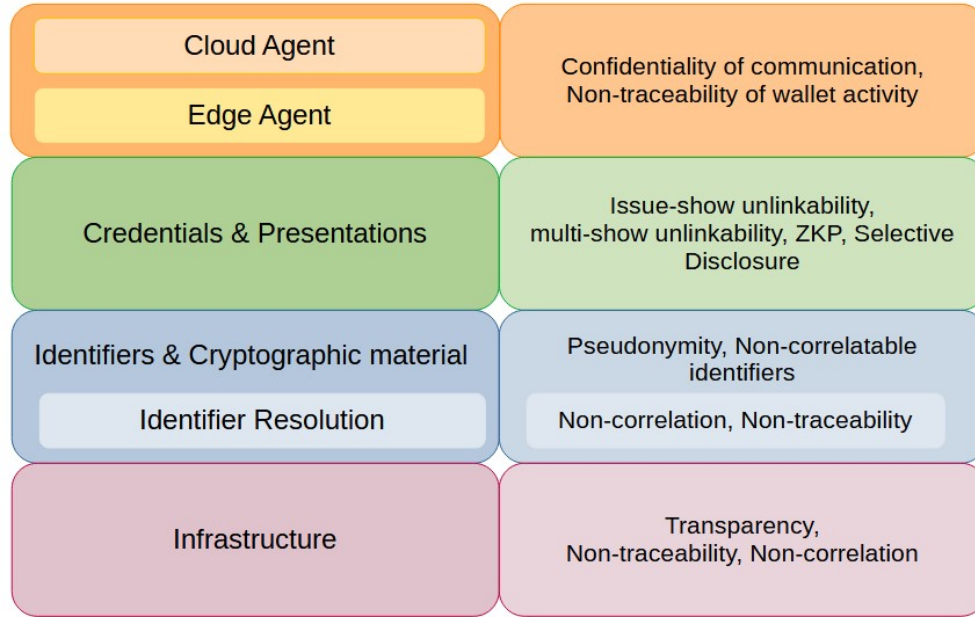 Cloud Agent
Edge Agent
Confidentiality of communication,
Non-traceability of wallet activity
Credentials & Presentations
Issue-show unlinkability,
multi-show unlinkability, ZKP, Selective
Disclosure
Identifiers & Cryptographic material
Identifier Resolution
Pseudonymity, Non-correlatable
identifiers
Non-correlation, Non-traceability
Infrastructure
Transparency,
Non-traceability, Non-correlation